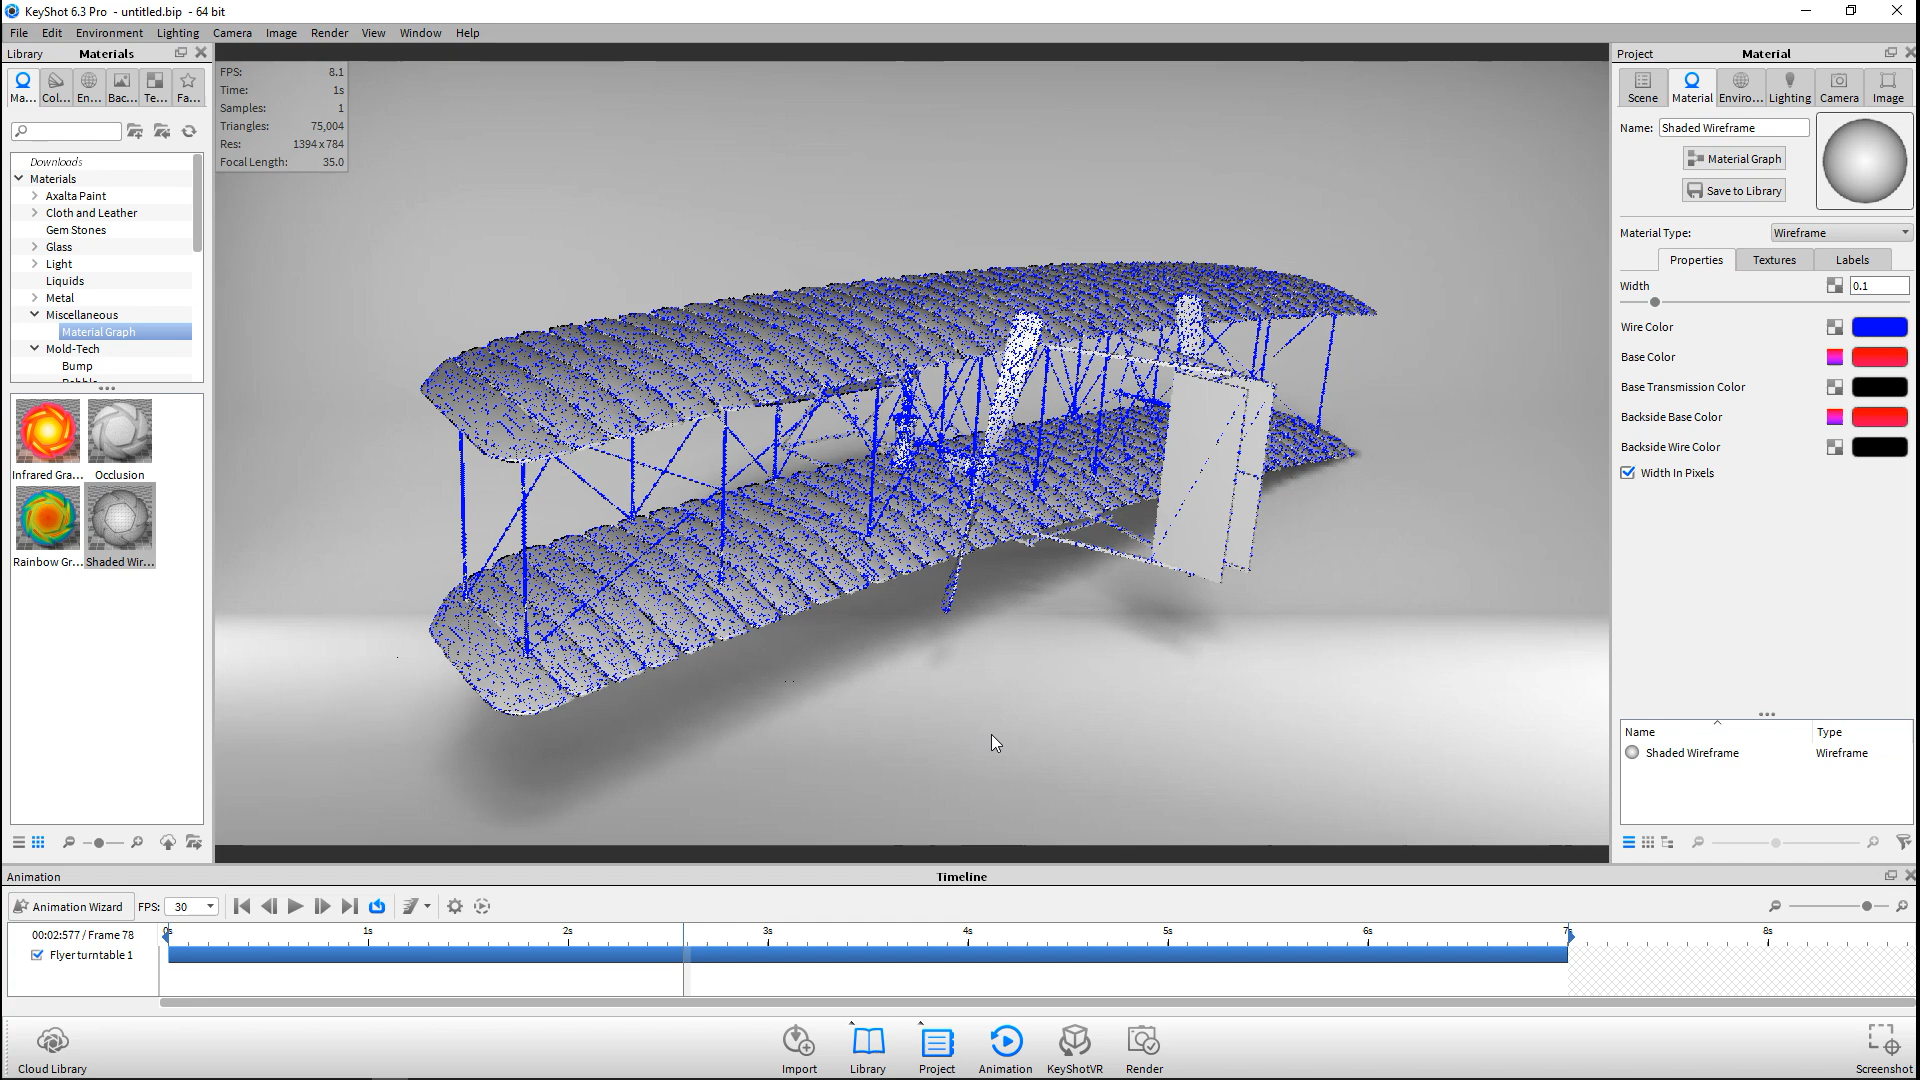 KeyShot 6.3 Pro - untitled.bip - 64 bit
File Edit Environment Lighting Camera Image Render View Window Help
Library Materials
Ma... Col... En... Bac... Te... Fa...
Downloads
Materials
Axalta Paint
Cloth and Leather
Gem Stones
Glass
Light
Liquids
Metal
Miscellaneous
Material Graph
Mold-Tech
Bump
Infrared Gra... Occlusion
Rainbow Gr... Shaded Wir...
FPS: 8.1
Time: 1s
Samples: 1
Triangles: 75,004
Res: 1394 x 784
Focal Length: 35.0
Project Material
Scene Material Enviro... Lighting Camera Image
Name: Shaded Wireframe
Material Graph
Save to Library
Material Type: Wireframe
Properties Textures Labels
Width 0.1
Wire Color
Base Color
Base Transmission Color
Backside Base Color
Backside Wire Color
Width In Pixels
Name Type
Shaded Wireframe Wireframe
Animation Timeline
Animation Wizard FPS: 30
00:02:577 / Frame 78 0s 1s 2s 3s 4s 5s 6s 7s 8s
Flyer turntable 1
Cloud Library Import Library Project Animation KeyShotVR Render Screenshot